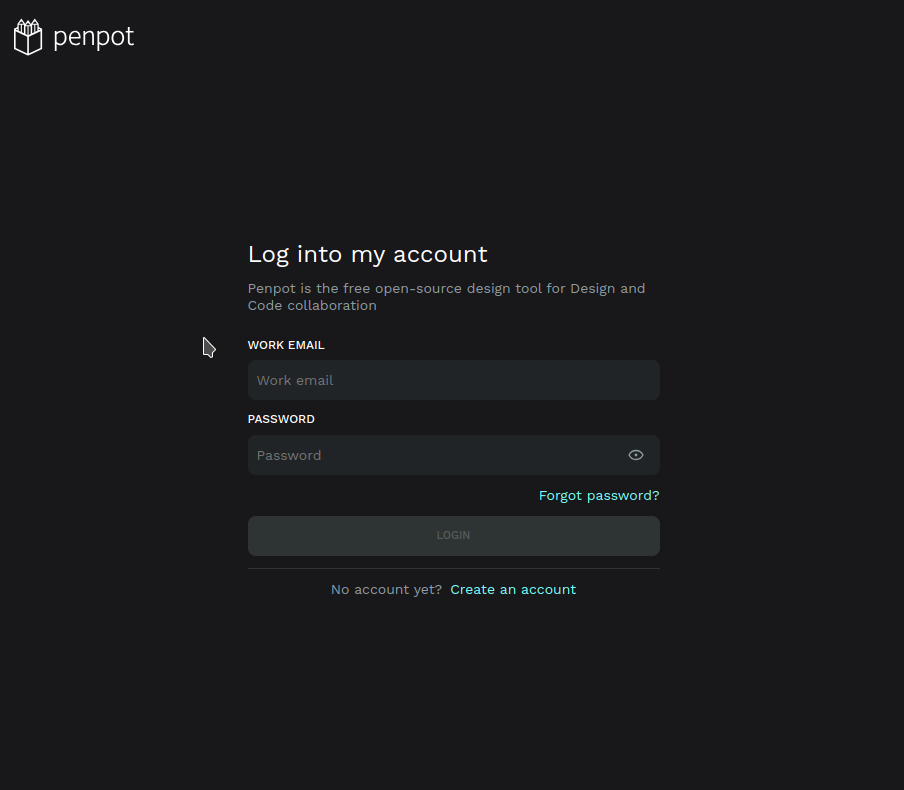 penpot
Log into my account
Penpot is the free open-source design tool for Design and
Code collaboration
WORK EMAIL
Work email
PASSWORD
Password
Forgot password?
LOGIN
No account yet? Create an account